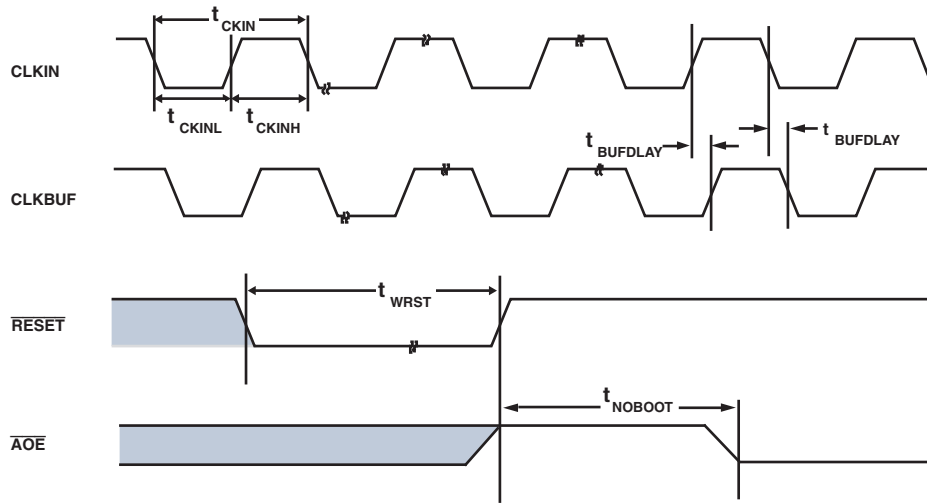 t CKIN
CLKIN
t CKINL
t CKINH
t BUFDLAY
t BUFDLAY
CLKBUF
t WRST
RESET
t NOBOOT
AOE